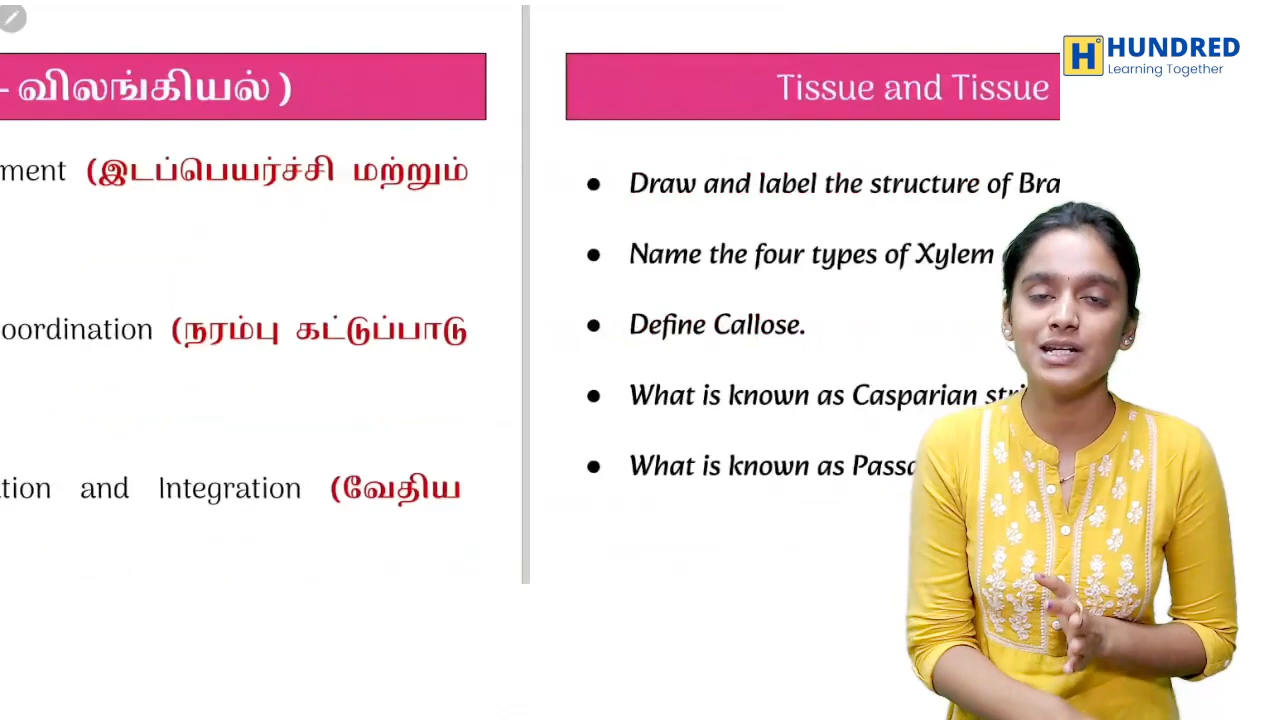 - விலங்கியல் )
ment (இடப்பெயர்ச்சி மற்றும்
oordination (நரம்பு கட்டுப்பாடு
tion and Integration (வேதிய
Tissue and Tissue
HUNDRED
Learning Together
• Draw and label the structure of Bra
• Name the four types of Xylem
• Define Callose.
• What is known as Casparian stri
• What is known as Passa